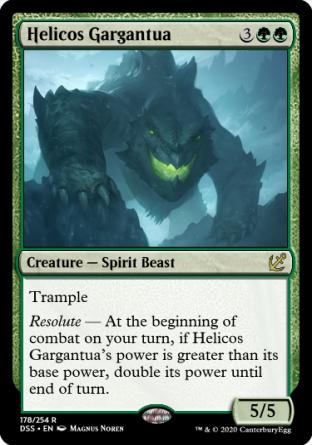 Helicos Gargantua 3
Creature — Spirit Beast
Trample
Resolute — At the beginning of
combat on your turn, if Helicos
Gargantua's power is greater than its
base power, double its power until
end of turn.
5/5
178/254 R
DSS • EN Magnus Noren
™ & © 2020 CanterburyEgg